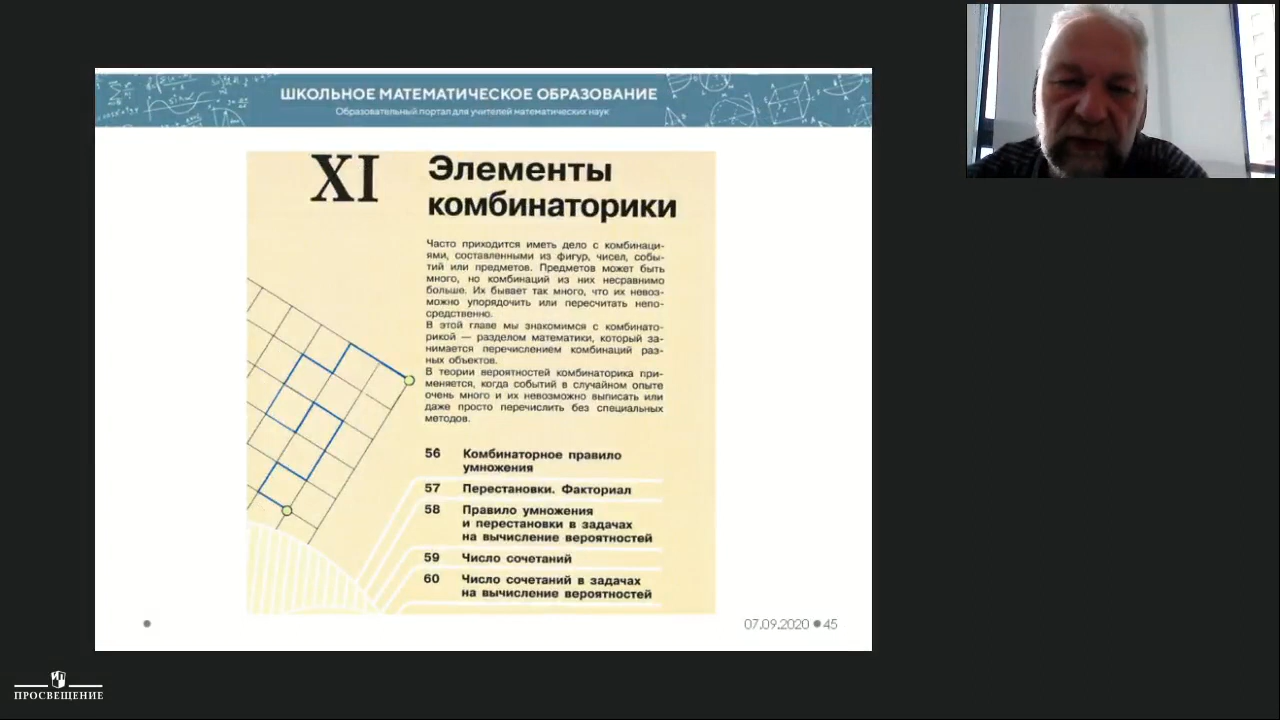 ШКОЛЬНОЕ МАТЕМАТИЧЕСКОЕ ОБРАЗОВАНИЕ
Образовательный портал для учителей математических наук
XI
Элементы
комбинаторики
Часто приходится иметь дело с комбинаци-
ями, составленными из фигур, чисел, собы-
тий или предметов. Предметов может быть
много, но комбинаций из них несравнимо
больше. Их бывает так много, что их невоз-
можно упорядочить или пересчитать непо-
средственно.
В этой главе мы знакомимся с комбинато-
рикой — разделом математики, который за-
нимается перечислением комбинаций раз-
ных объектов.
В теории вероятностей комбинаторика при-
меняется, когда событий в случайном опыте
очень много и их невозможно выписать или
даже просто перечислить без специальных
методов.
56 Комбинаторное правило
умножения
57 Перестановки. Факториал
58 Правило умножения
и перестановки в задачах
на вычисление вероятностей
59 Число сочетаний
60 Число сочетаний в задачах
на вычисление вероятностей
07.09.2020 ● 45
ПРОСВЕЩЕНИЕ